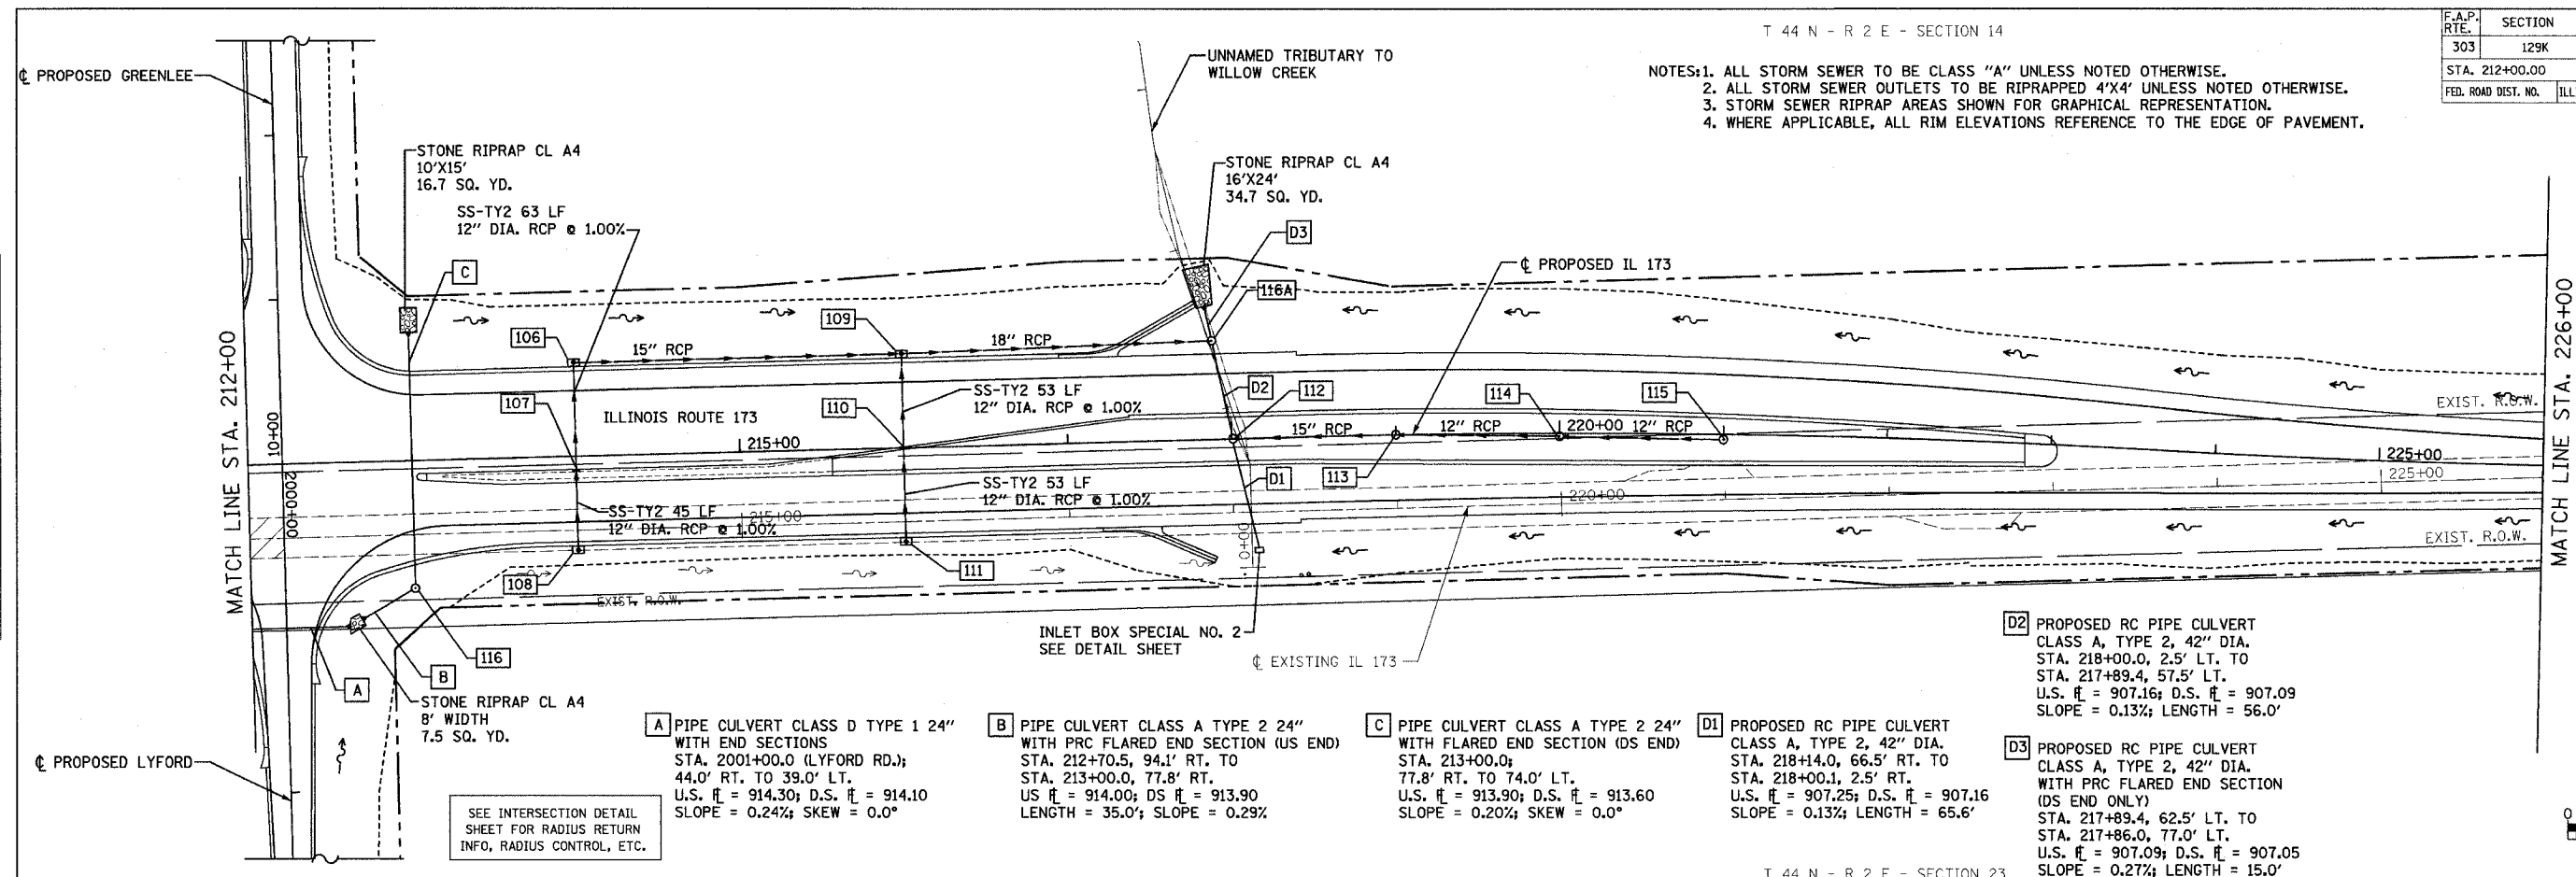 T 44 N - R 2 E - SECTION 14
F.A.P. RTE.
SECTION
303
129K
STA. 212+00.00
FED. ROAD DIST. NO.
ILL
NOTES:1. ALL STORM SEWER TO BE CLASS "A" UNLESS NOTED OTHERWISE.
2. ALL STORM SEWER OUTLETS TO BE RIPRAPPED 4'X4' UNLESS NOTED OTHERWISE.
3. STORM SEWER RIPRAP AREAS SHOWN FOR GRAPHICAL REPRESENTATION.
4. WHERE APPLICABLE, ALL RIM ELEVATIONS REFERENCE TO THE EDGE OF PAVEMENT.
℄ PROPOSED GREENLEE
UNNAMED TRIBUTARY TO
WILLOW CREEK
STONE RIPRAP CL A4
10'X15'
16.7 SQ. YD.
SS-TY2 63 LF
12" DIA. RCP @ 1.00%
STONE RIPRAP CL A4
16'X24'
34.7 SQ. YD.
D3
C
℄ PROPOSED IL 173
116A
106
109
15" RCP
18" RCP
MATCH LINE STA. 212+00
MATCH LINE STA. 226+00
107
ILLINOIS ROUTE 173
110
SS-TY2 53 LF
12" DIA. RCP @ 1.00%
D2
112
114
115
EXIST. R.O.W.
10+00
215+00
15" RCP
12" RCP
220+00
12" RCP
225+00
225+00
2000+00
SS-TY2 53 LF
12" DIA. RCP @ 1.00%
D1
113
220+00
SS-TY2 45 LF
215+00
12" DIA. RCP @ 1.00%
0+00
EXIST. R.O.W.
108
111
EXIST. R.O.W.
INLET BOX SPECIAL NO. 2
SEE DETAIL SHEET
℄ EXISTING IL 173
116
B
A
STONE RIPRAP CL A4
8' WIDTH
7.5 SQ. YD.
℄ PROPOSED LYFORD
SEE INTERSECTION DETAIL
SHEET FOR RADIUS RETURN
INFO, RADIUS CONTROL, ETC.
A PIPE CULVERT CLASS D TYPE 1 24"
WITH END SECTIONS
STA. 2001+00.0 (LYFORD RD.);
44.0' RT. TO 39.0' LT.
U.S. FL = 914.30; D.S. FL = 914.10
SLOPE = 0.24%; SKEW = 0.0°
B PIPE CULVERT CLASS A TYPE 2 24"
WITH PRC FLARED END SECTION (US END)
STA. 212+70.5, 94.1' RT. TO
STA. 213+00.0, 77.8' RT.
US FL = 914.00; DS FL = 913.90
LENGTH = 35.0'; SLOPE = 0.29%
C PIPE CULVERT CLASS A TYPE 2 24"
WITH FLARED END SECTION (DS END)
STA. 213+00.0;
77.8' RT. TO 74.0' LT.
U.S. FL = 913.90; D.S. FL = 913.60
SLOPE = 0.20%; SKEW = 0.0°
D1 PROPOSED RC PIPE CULVERT
CLASS A, TYPE 2, 42" DIA.
STA. 218+14.0, 66.5' RT. TO
STA. 218+00.1, 2.5' RT.
U.S. FL = 907.25; D.S. FL = 907.16
SLOPE = 0.13%; LENGTH = 65.6'
D2 PROPOSED RC PIPE CULVERT
CLASS A, TYPE 2, 42" DIA.
STA. 218+00.0, 2.5' LT. TO
STA. 217+89.4, 57.5' LT.
U.S. FL = 907.16; D.S. FL = 907.09
SLOPE = 0.13%; LENGTH = 56.0'
D3 PROPOSED RC PIPE CULVERT
CLASS A, TYPE 2, 42" DIA.
WITH PRC FLARED END SECTION
(DS END ONLY)
STA. 217+89.4, 62.5' LT. TO
STA. 217+86.0, 77.0' LT.
U.S. FL = 907.09; D.S. FL = 907.05
SLOPE = 0.27%; LENGTH = 15.0'
0
T 44 N - R 2 E - SECTION 23